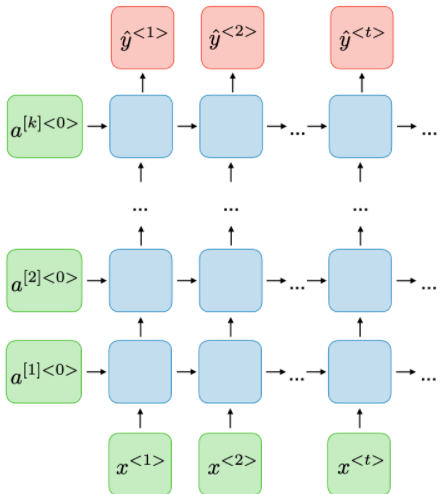 ŷ<1> ŷ<2> ŷ<t>
a[k]<0> ... ...
... ... ...
a[2]<0> ... ...
a[1]<0> ... ...
x<1> x<2> x<t>